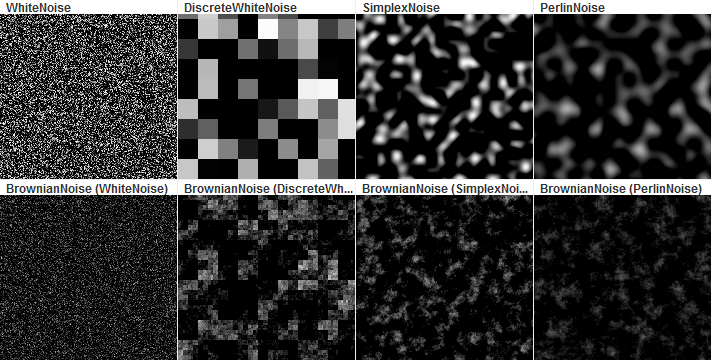 WhiteNoise
DiscreteWhiteNoise
SimplexNoise
PerlinNoise
BrownianNoise (WhiteNoise)
BrownianNoise (DiscreteWh...
BrownianNoise (SimplexNoi...
BrownianNoise (PerlinNoise)